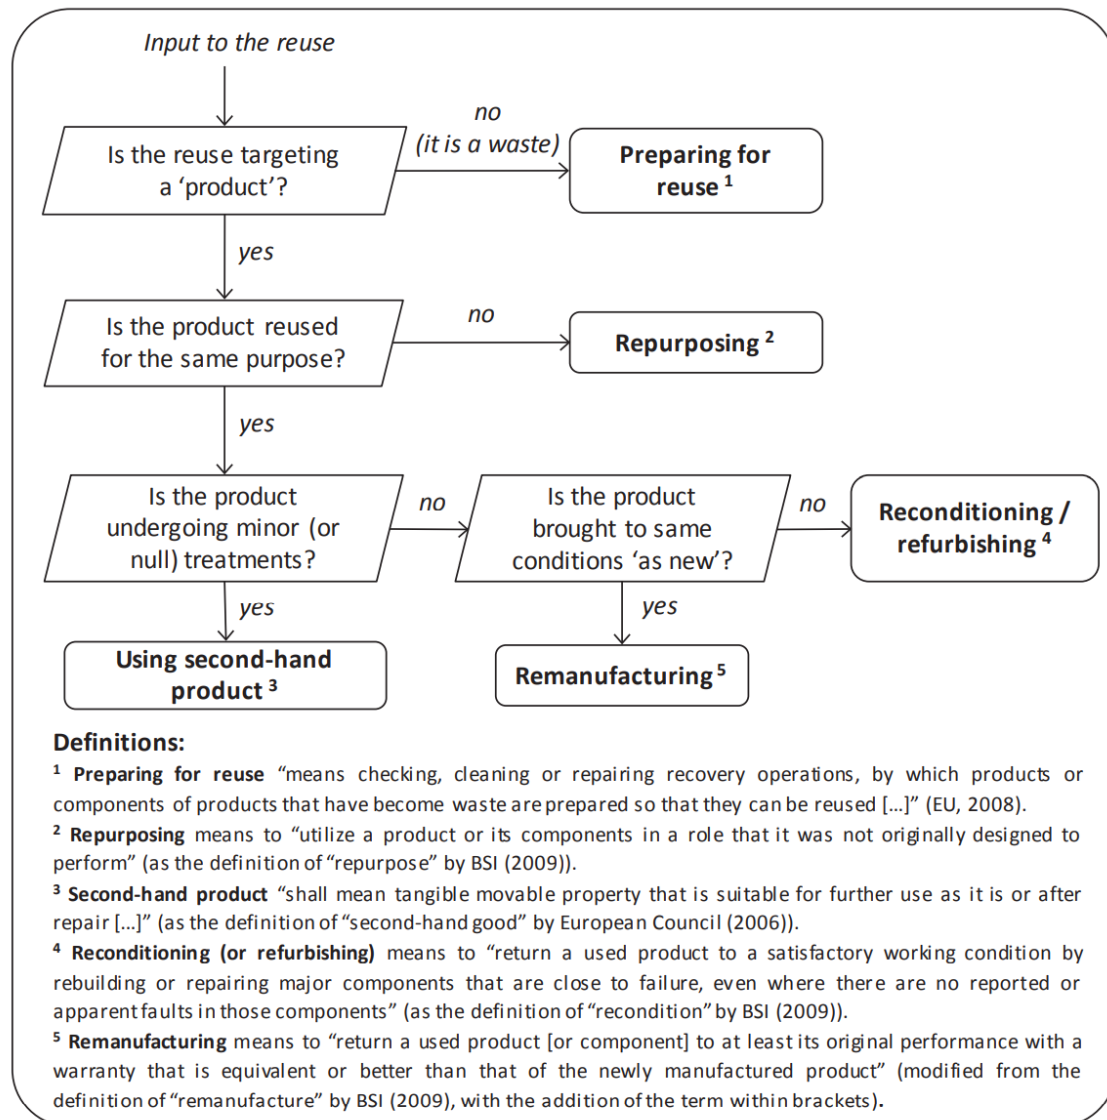 Input to the reuse
Is the reuse targeting
a ‘product’?
no
(it is a waste)
Preparing for
reuse 1
yes
Is the product reused
for the same purpose?
no
Repurposing 2
yes
Is the product
undergoing minor (or
null) treatments?
no
Is the product
brought to same
conditions ‘as new’?
no
Reconditioning /
refurbishing 4
yes
Using second-hand
product 3
yes
Remanufacturing 5
Definitions:
1 Preparing for reuse “means checking, cleaning or repairing recovery operations, by which products or
components of products that have become waste are prepared so that they can be reused […]” (EU, 2008).
2 Repurposing means to “utilize a product or its components in a role that it was not originally designed to
perform” (as the definition of “repurpose” by BSI (2009)).
3 Second-hand product “shall mean tangible movable property that is suitable for further use as it is or after
repair […]” (as the definition of “second-hand good” by European Council (2006)).
4 Reconditioning (or refurbishing) means to “return a used product to a satisfactory working condition by
rebuilding or repairing major components that are close to failure, even where there are no reported or
apparent faults in those components” (as the definition of “recondition” by BSI (2009)).
5 Remanufacturing means to “return a used product [or component] to at least its original performance with a
warranty that is equivalent or better than that of the newly manufactured product” (modified from the
definition of “remanufacture” by BSI (2009), with the addition of the term within brackets).